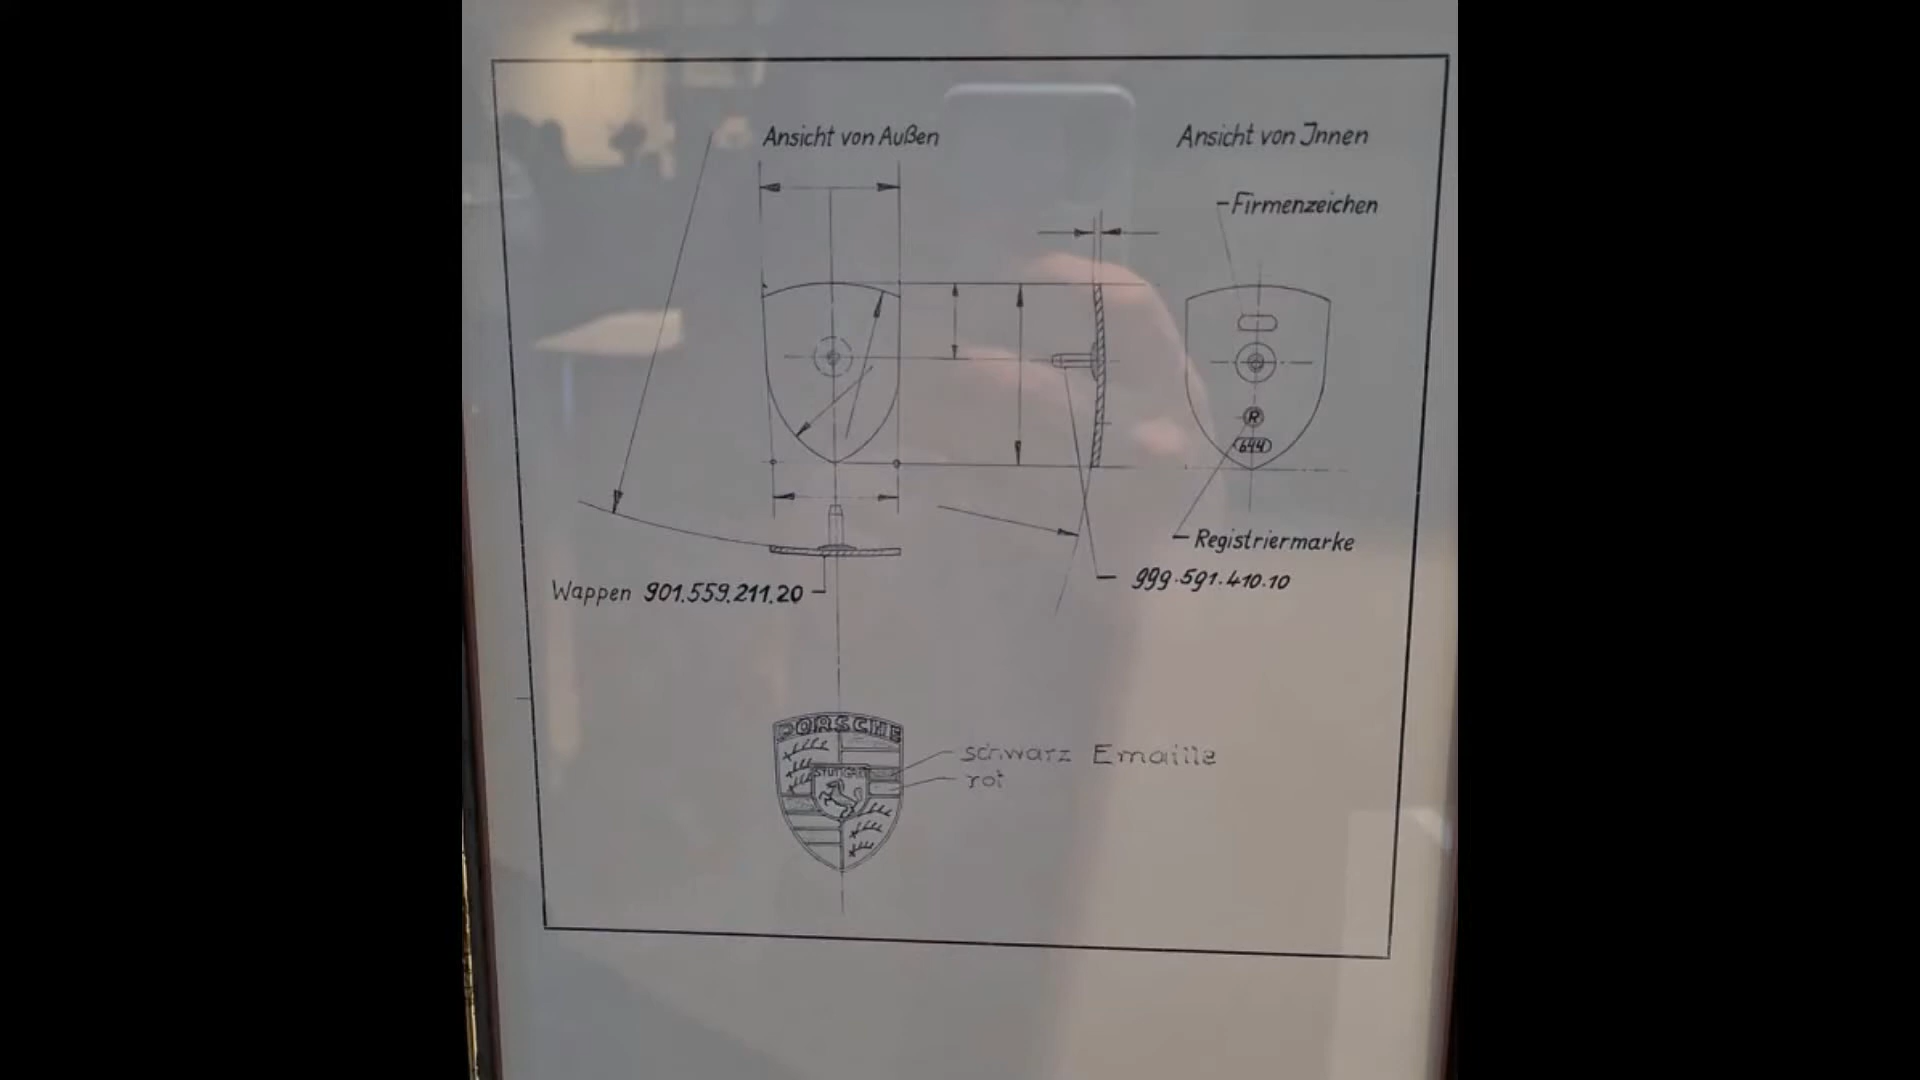 Ansicht von Außen
Ansicht von Jnnen
Firmenzeichen
R
644
Registriermarke
999.591.410.10
Wappen 901.559.211.20
PORSCHE
STUTTGART
schwarz Emaille
rot